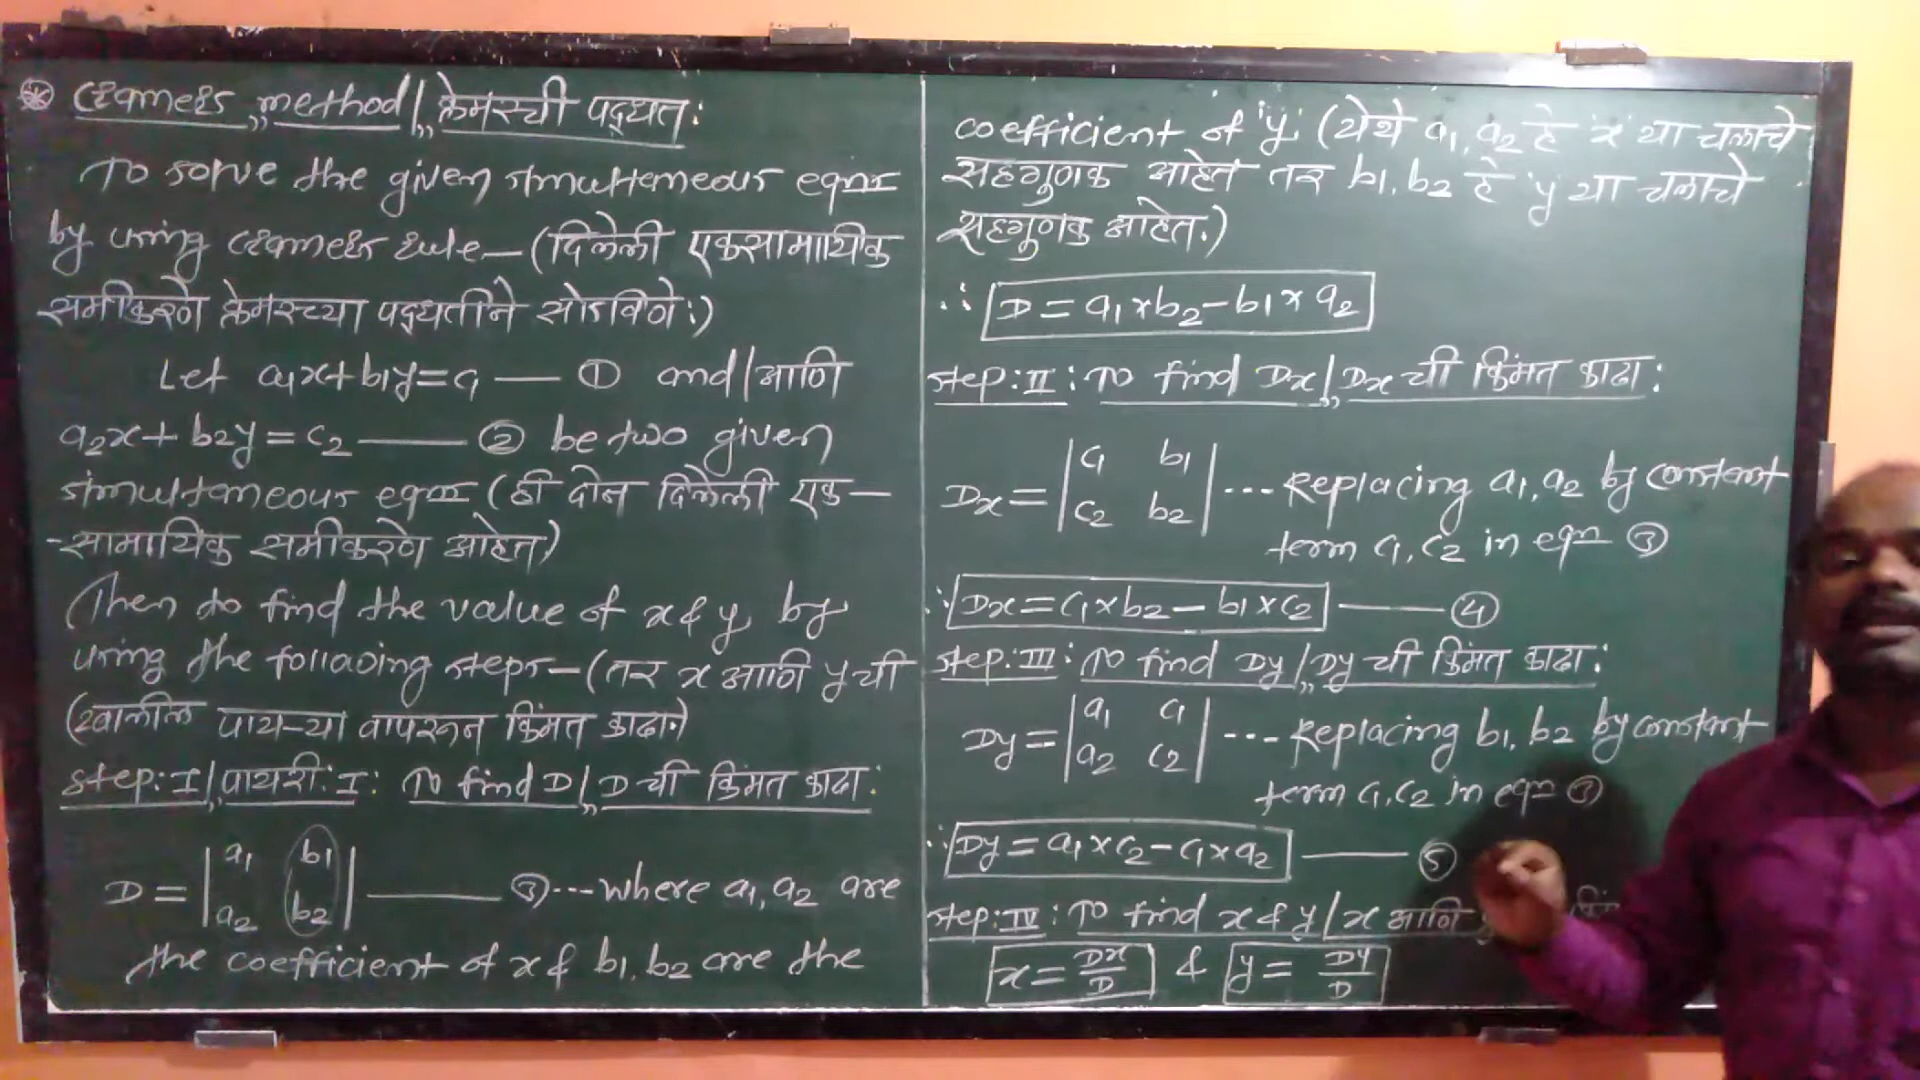 Cramers method / क्रेमरची पद्धत:
To solve the given simultaneous eqns
by using cramers rule – (दिलेली एकसामायीक
समीकरणे क्रेमरच्या पद्धतीने सोडविणे:)
Let a₁x+b₁y=c₁ — ① and/आणि
a₂x+b₂y=c₂ — ② be two given
simultaneous eqns (ही दोन दिलेली एक–
-सामायिक समीकरणे आहेत)
Then to find the value of x & y, by
using the following steps – (तर x आणि y ची
(खालील पायऱ्या वापरून किंमत काढा.)
Step:I/पायरी:I: To find D/D ची किंमत काढा:
D = | a₁ b₁ |
| a₂ b₂ | — ③ ---where a₁, a₂ are
the coefficient of x & b₁, b₂ are the
coefficient of 'y' (येथे a₁, a₂ हे 'x' या चलाचे
सहगुणक आहेत तर b₁, b₂ हे 'y' या चलाचे
सहगुणक आहेत.)
∴ D = a₁×b₂–b₁×a₂
Step:II: To find Dx/Dx ची किंमत काढा:
Dx = | c₁ b₁ |
| c₂ b₂ | --- Replacing a₁, a₂ by constant
term c₁, c₂ in eqn ③
∴ Dx = c₁×b₂ – b₁×c₂ — ④
Step:III: To find Dy/Dy ची किंमत काढा:
Dy = | a₁ c₁ |
| a₂ c₂ | --- Replacing b₁, b₂ by constant
term c₁, c₂ in eqn ③
∴ Dy = a₁×c₂–c₁×a₂ — ⑤
Step:IV: To find x & y/x आणि
x = Dx/D & y = Dy/D